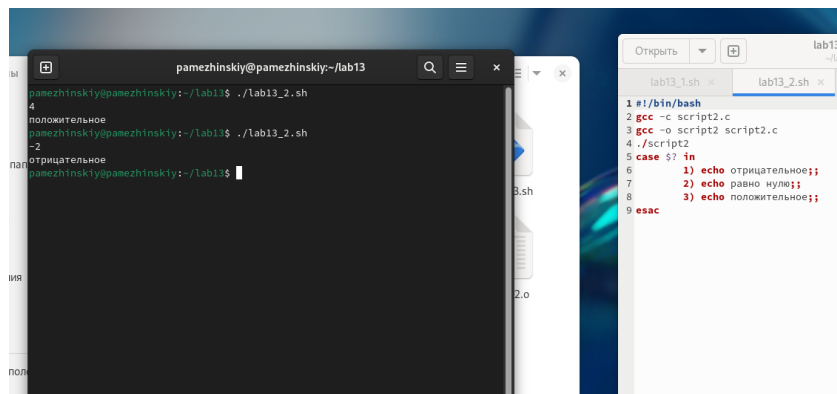 pamezhinskiy@pamezhinskiy:~/lab13
pamezhinskiy@pamezhinskiy:~/lab13$ ./lab13_2.sh
4
положительное
pamezhinskiy@pamezhinskiy:~/lab13$ ./lab13_2.sh
-2
отрицательное
pamezhinskiy@pamezhinskiy:~/lab13$
ы
пап
ия
пол
3.sh
2.o
Открыть
lab13
~/l
lab13_1.sh ×
lab13_2.sh ×
1 #!/bin/bash
2 gcc -c script2.c
3 gcc -o script2 script2.c
4 ./script2
5 case $? in
6 1) echo отрицательное;;
7 2) echo равно нулю;;
8 3) echo положительное;;
9 esac